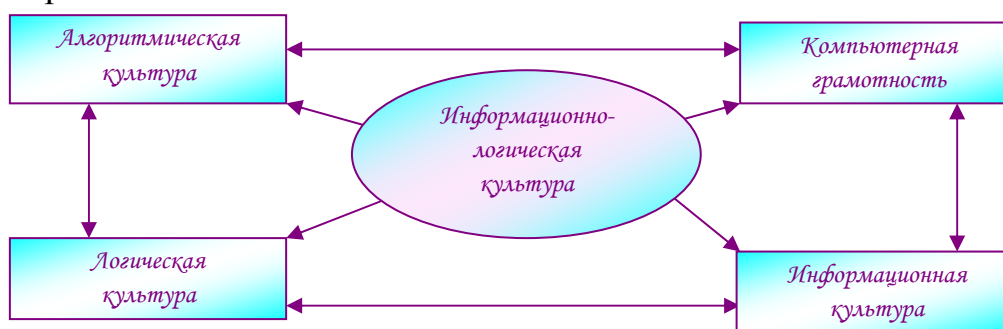 Алгоритмическая
культура
Компьютерная
грамотность
Информационно-
логическая
культура
Логическая
культура
Информационная
культура